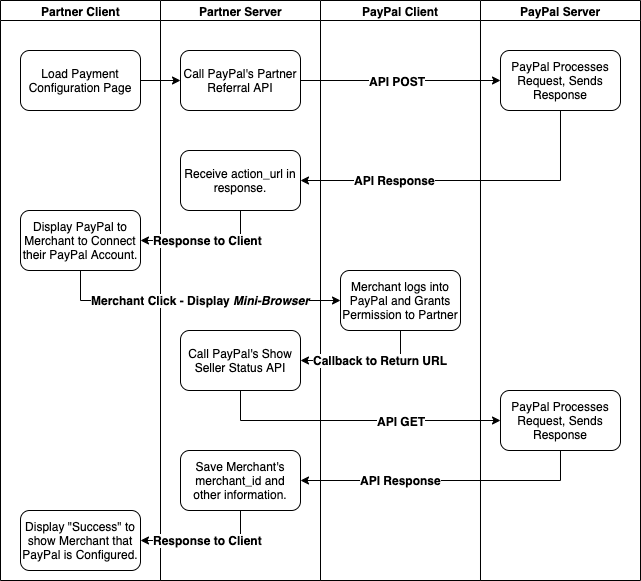 Partner Client
Partner Server
PayPal Client
PayPal Server
Load Payment
Configuration Page
Call PayPal's Partner
Referral API
API POST
PayPal Processes
Request, Sends
Response
Receive action_url in
response.
API Response
Display PayPal to
Merchant to Connect
their PayPal Account.
Response to Client
Merchant Click - Display Mini-Browser
Merchant logs into
PayPal and Grants
Permission to Partner
Call PayPal's Show
Seller Status API
Callback to Return URL
API GET
PayPal Processes
Request, Sends
Response
Save Merchant's
merchant_id and
other information.
API Response
Display "Success" to
show Merchant that
PayPal is Configured.
Response to Client